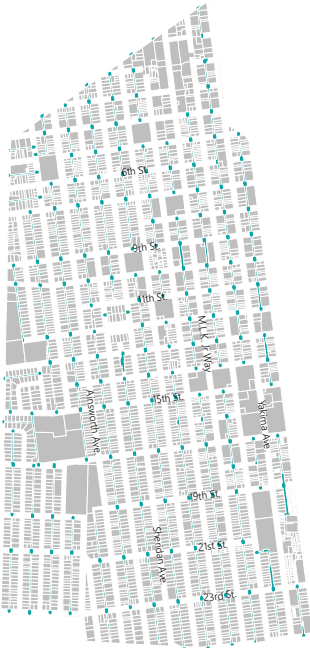 6th St.
9th St.
11th St.
M.L.K. Jr. Way
15th St.
Ainsworth Ave.
Yakima Ave.
19th St.
Sheridan Ave.
21st St.
23rd St.